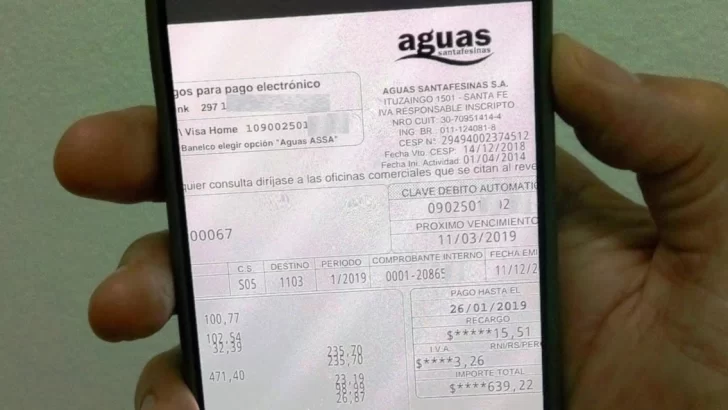 aguas
santafesinas
gos para pago electrónico
nk 297 1
Visa Home 109002501
Banelco elegir opción "Aguas ASSA"
AGUAS SANTAFESINAS S.A.
ITUZAINGO 1501 - SANTA FE
IVA RESPONSABLE INSCRIPTO
NRO CUIT: 30-70951414-4
ING. BR.: 011-124081-8
CESP N° 29494002374512
Fecha Vto. CESP: 14/12/2018
Fecha Ini. Actividad: 01/04/2014
quier consulta diríjase a las oficinas comerciales que se citan al reve
CLAVE DEBITO AUTOMATI
0902501 2
PROXIMO VENCIMIENTO
11/03/2019
00067
C.S. DESTINO PERIODO COMPROBANTE INTERNO FECHA EMI
S05 1103 1/2019 0001-20865 11/12/2
PAGO HASTA EL
26/01/2019
RECARGO
$*****15,51
I.V.A. RNI/RS/PER
$****3,26
IMPORTE TOTAL
$****639,22
100,77
102,54
32,39
235,70
235,70
471,40
23,19
98,99
26,87